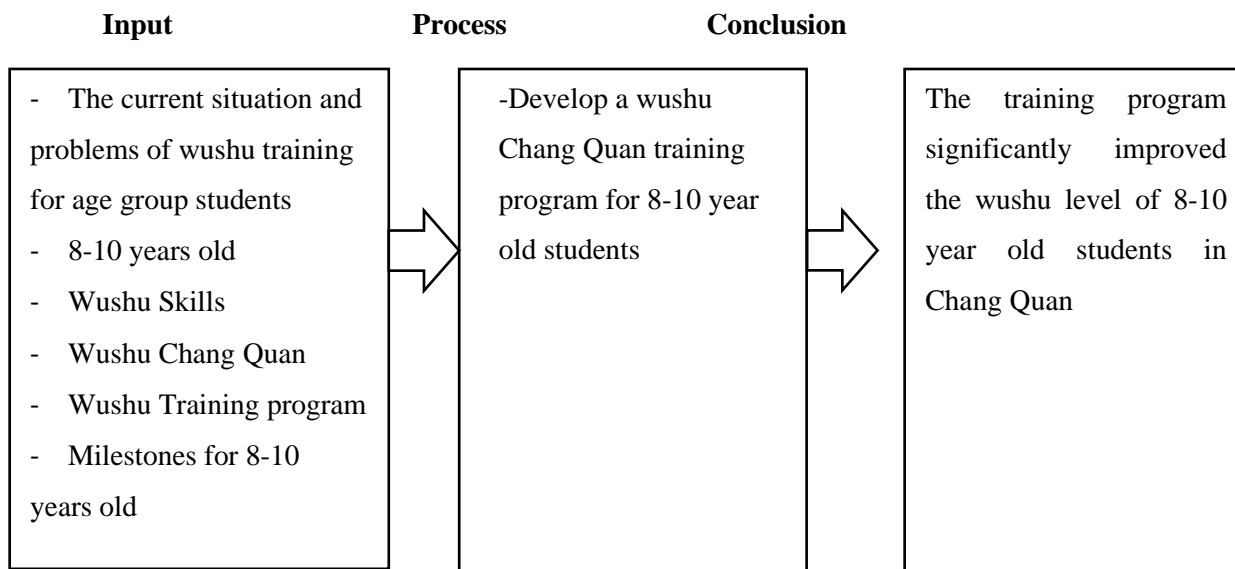 Input Process Conclusion
- The current situation and
problems of wushu training
for age group students
- 8-10 years old
- Wushu Skills
- Wushu Chang Quan
- Wushu Training program
- Milestones for 8-10
years old
-Develop a wushu
Chang Quan training
program for 8-10 year
old students
The training program
significantly improved
the wushu level of 8-10
year old students in
Chang Quan